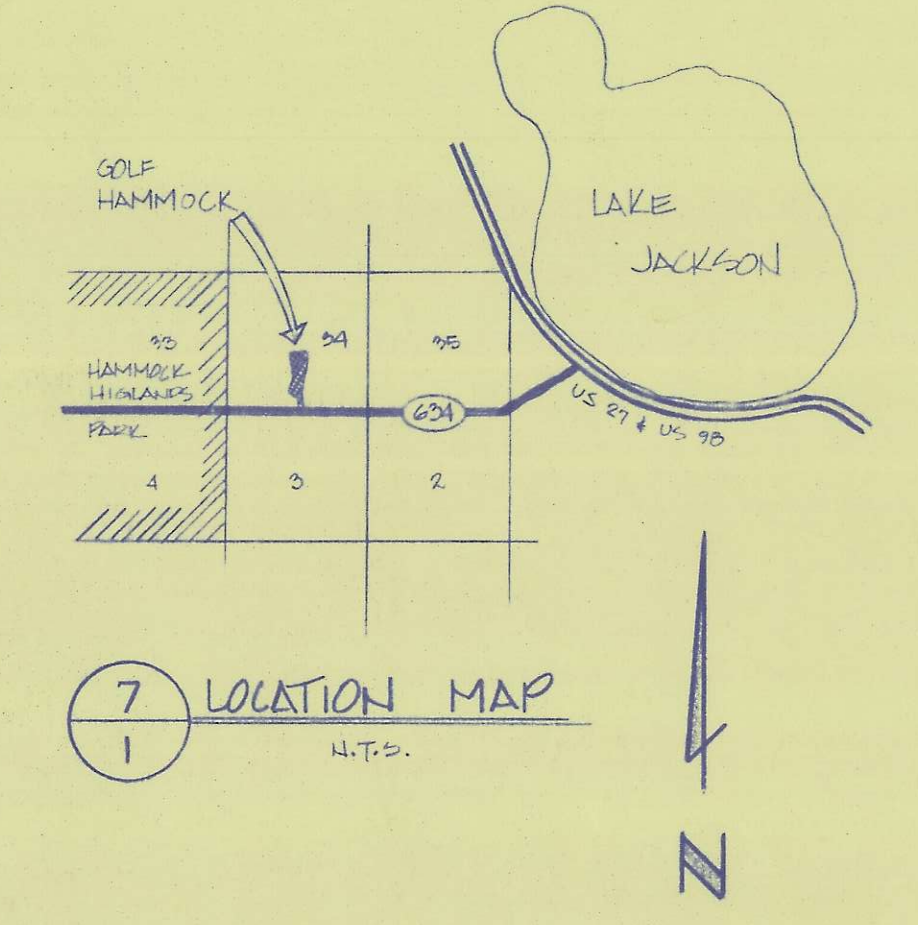 GOLF
HAMMOCK
LAKE
JACKSON
33
34
35
HAMMOCK
HIGLANDS
634
PARK
US 27 & US 98
4
3
2
7
1
LOCATION MAP
N.T.S.
N